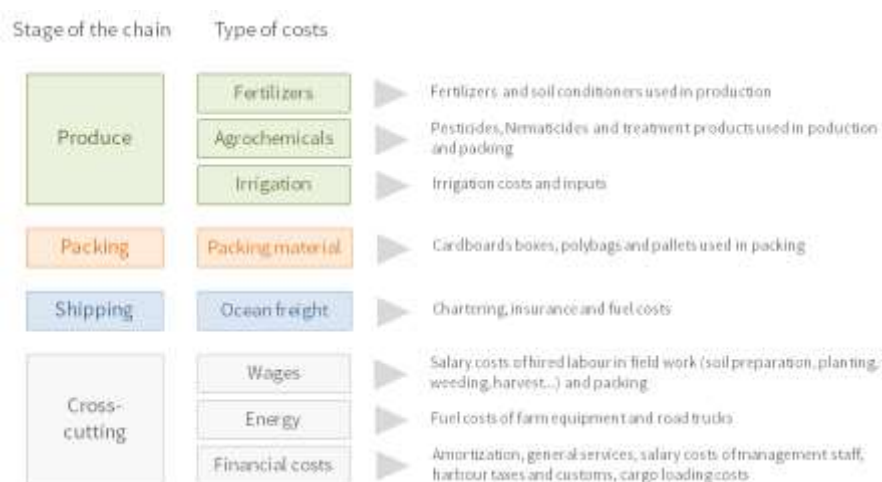 Stage of the chain
Type of costs
Produce
Fertilizers
Fertilizers and soil conditioners used in production
Agrochemicals
Pesticides, Nematicides and treatment products used in poduction
and packing
Irrigation
Irrigation costs and inputs
Packing
Packing material
Cardboards boxes, polybags and pallets used in packing
Shipping
Ocean freight
Chartering, insurance and fuel costs
Cross-
cutting
Wages
Salary costs of hired labour in field work (soil preparation, planting,
weeding, harvest...) and packing
Energy
Fuel costs of farm equipment and road trucks
Financial costs
Amortization, general services, salary costs of management staff,
harbour taxes and customs, cargo loading costs